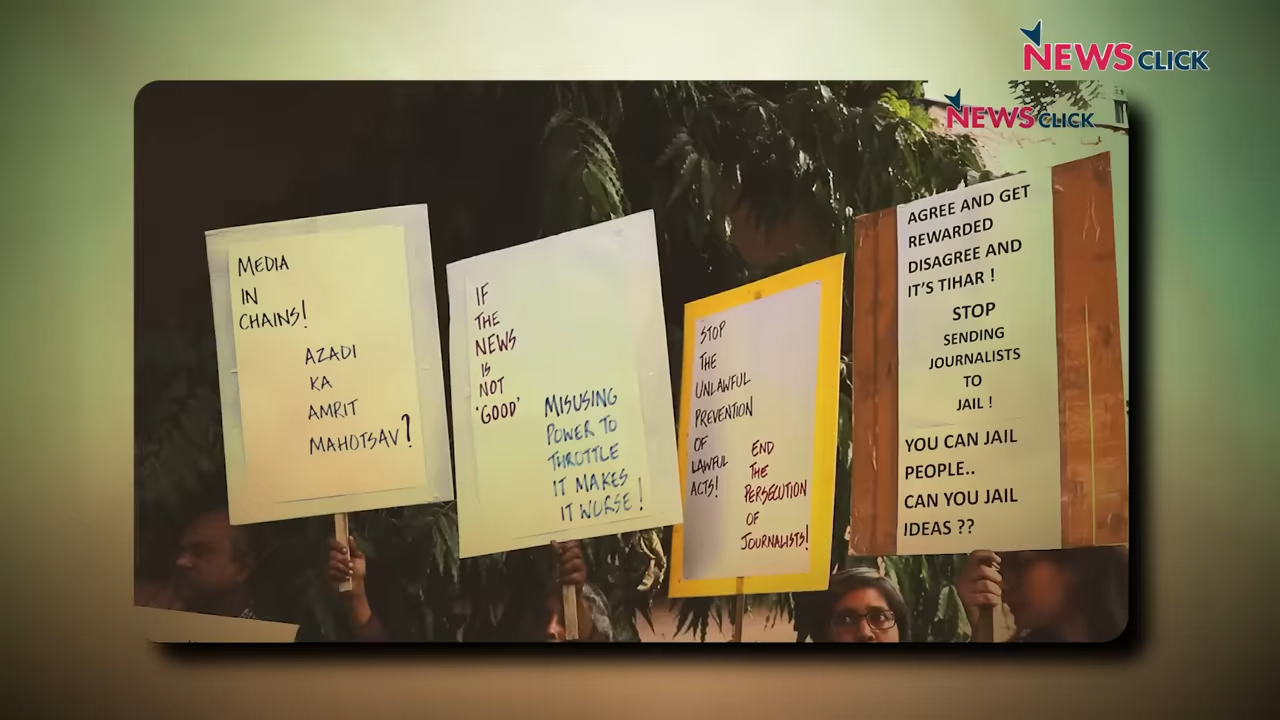 NEWSCLICK
NEWSCLICK
MEDIA
IN
CHAINS!
AZADI
KA
AMRIT
MAHOTSAV?
IF
THE
NEWS
IS
NOT
'GOOD'
MISUSING
POWER TO
THROTTLE
IT MAKES
IT WORSE!
STOP
THE
UNLAWFUL
PREVENTION
OF
LAWFUL
ACTS!
END
THE
PERSECUTION
OF
JOURNALISTS!
AGREE AND GET
REWARDED
DISAGREE AND
IT'S TIHAR !
STOP
SENDING
JOURNALISTS
TO
JAIL !
YOU CAN JAIL
PEOPLE..
CAN YOU JAIL
IDEAS ??